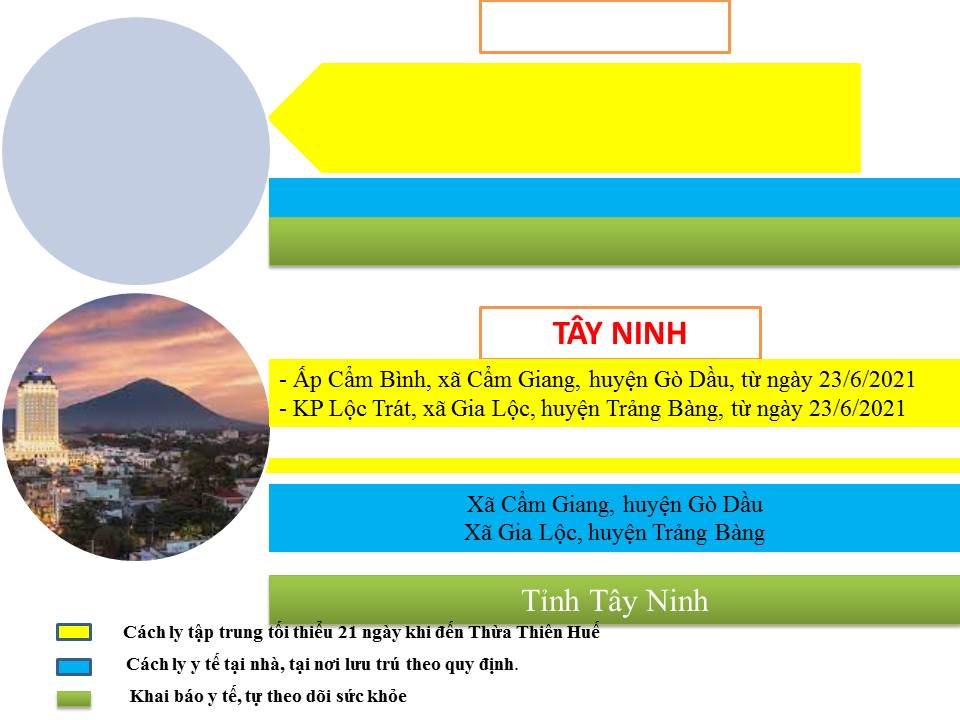 TÂY NINH
- Ấp Cẩm Bình, xã Cẩm Giang, huyện Gò Dầu, từ ngày 23/6/2021
- KP Lộc Trát, xã Gia Lộc, huyện Trảng Bàng, từ ngày 23/6/2021
Xã Cẩm Giang, huyện Gò Dầu
Xã Gia Lộc, huyện Trảng Bàng
Tỉnh Tây Ninh
Cách ly tập trung tối thiểu 21 ngày khi đến Thừa Thiên Huế
Cách ly y tế tại nhà, tại nơi lưu trú theo quy định.
Khai báo y tế, tự theo dõi sức khỏe